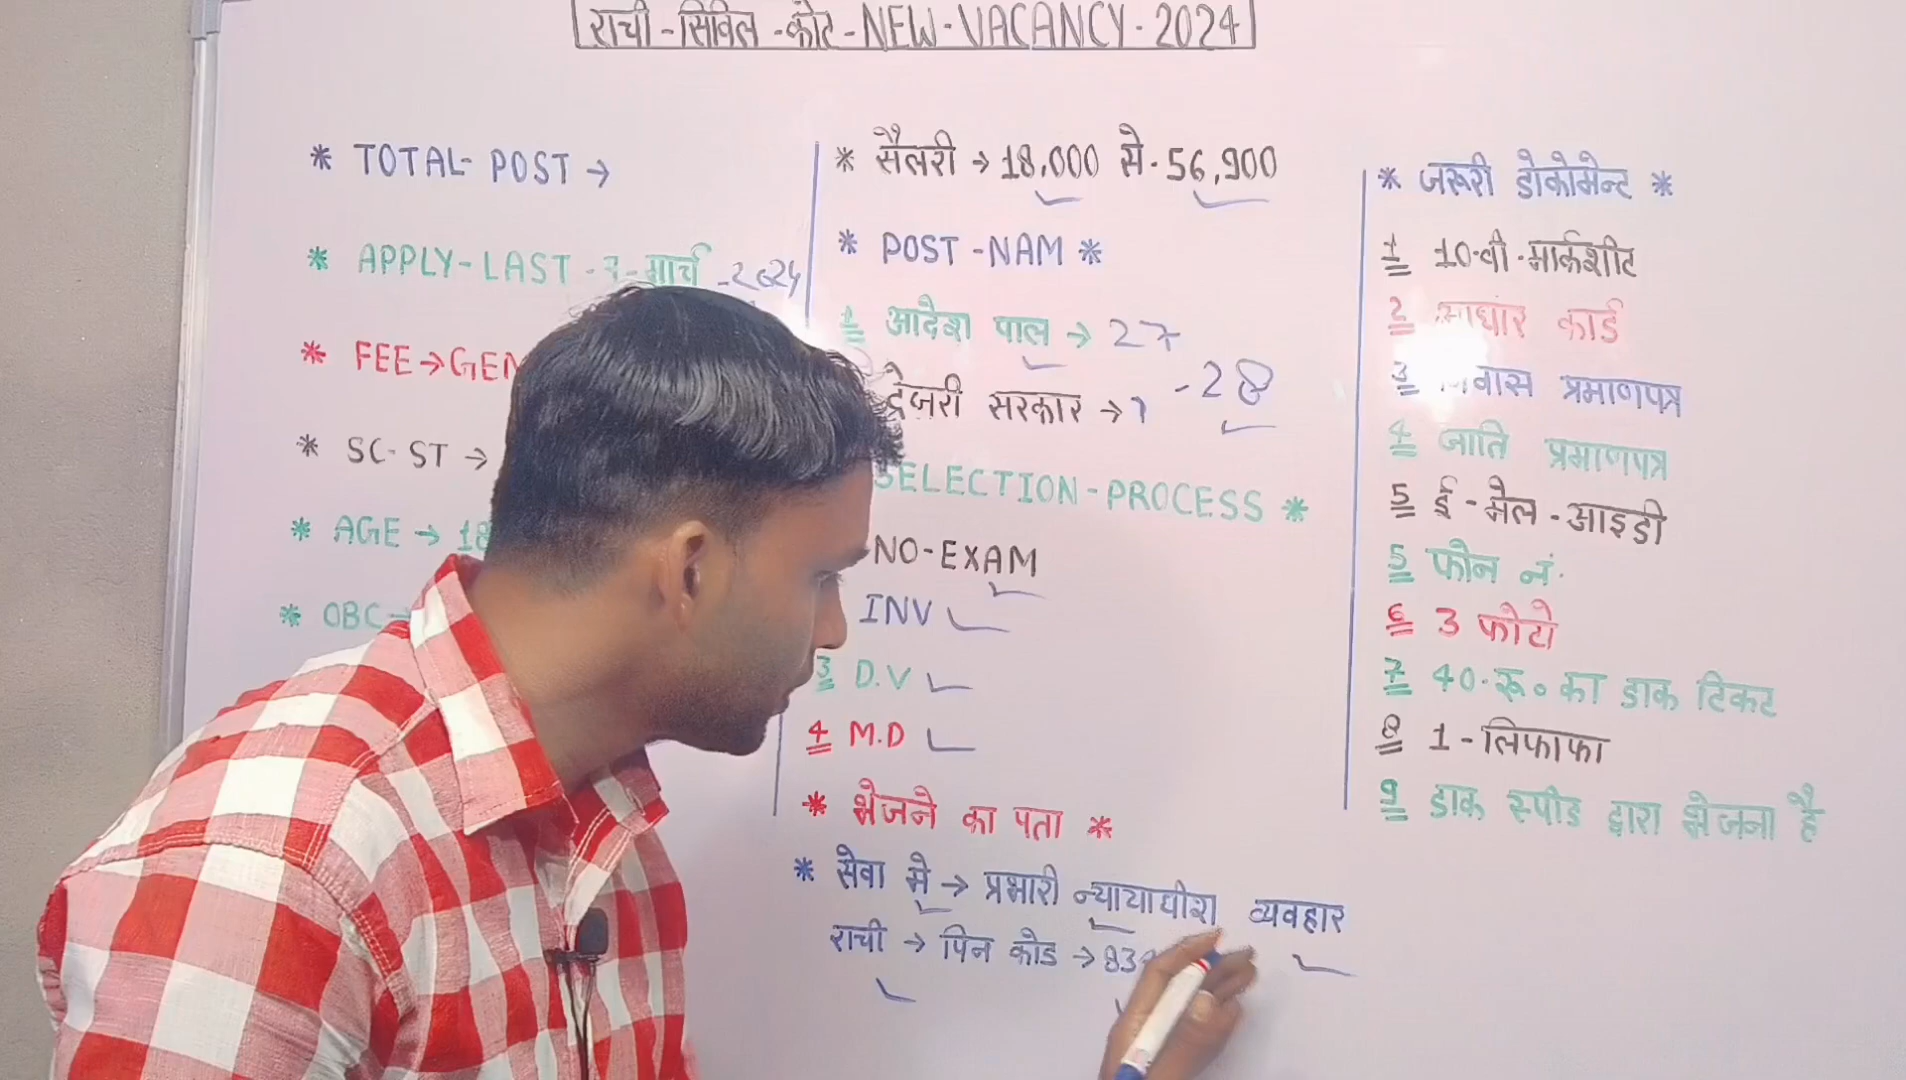 राची-सिविल-कोट-NEW-VACANCY-2024
* TOTAL-POST →
* APPLY-LAST-7-मार्च-2024
* FEE→GEN
* SC-ST →
* AGE → 18
* OBC→
* सैलरी → 18,000 से-56,900
* POST-NAM *
1 आदेश पाल → 27
ट्रेजरी सरकार → 1 -28
SELECTION-PROCESS *
NO-EXAM
INV
3 D.V
4 M.D
* भेजने का पता *
* सेवा मे → प्रभारी न्यायाधीश व्यवहार
राची → पिन कोड → 83
* जरूरी डोकोमेन्ट *
1 10-वी-मार्कशीट
2 आधार कार्ड
3 निवास प्रमाणपत्र
4 जाति प्रमाणपत्र
5 ई-मेल-आइडी
5 फोन नं.
6 3 फोटो
7 40-रू० का डाक टिकट
8 1-लिफाफा
9 डाक स्पीड द्वारा भेजना है